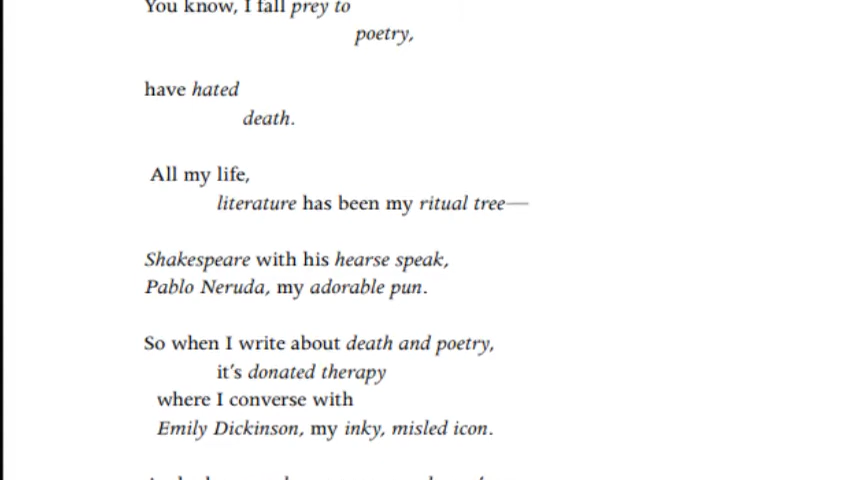 You know, I fall prey to
poetry,
have hated
death.
All my life,
literature has been my ritual tree—
Shakespeare with his hearse speak,
Pablo Neruda, my adorable pun.
So when I write about death and poetry,
it's donated therapy
where I converse with
Emily Dickinson, my inky, misled icon.